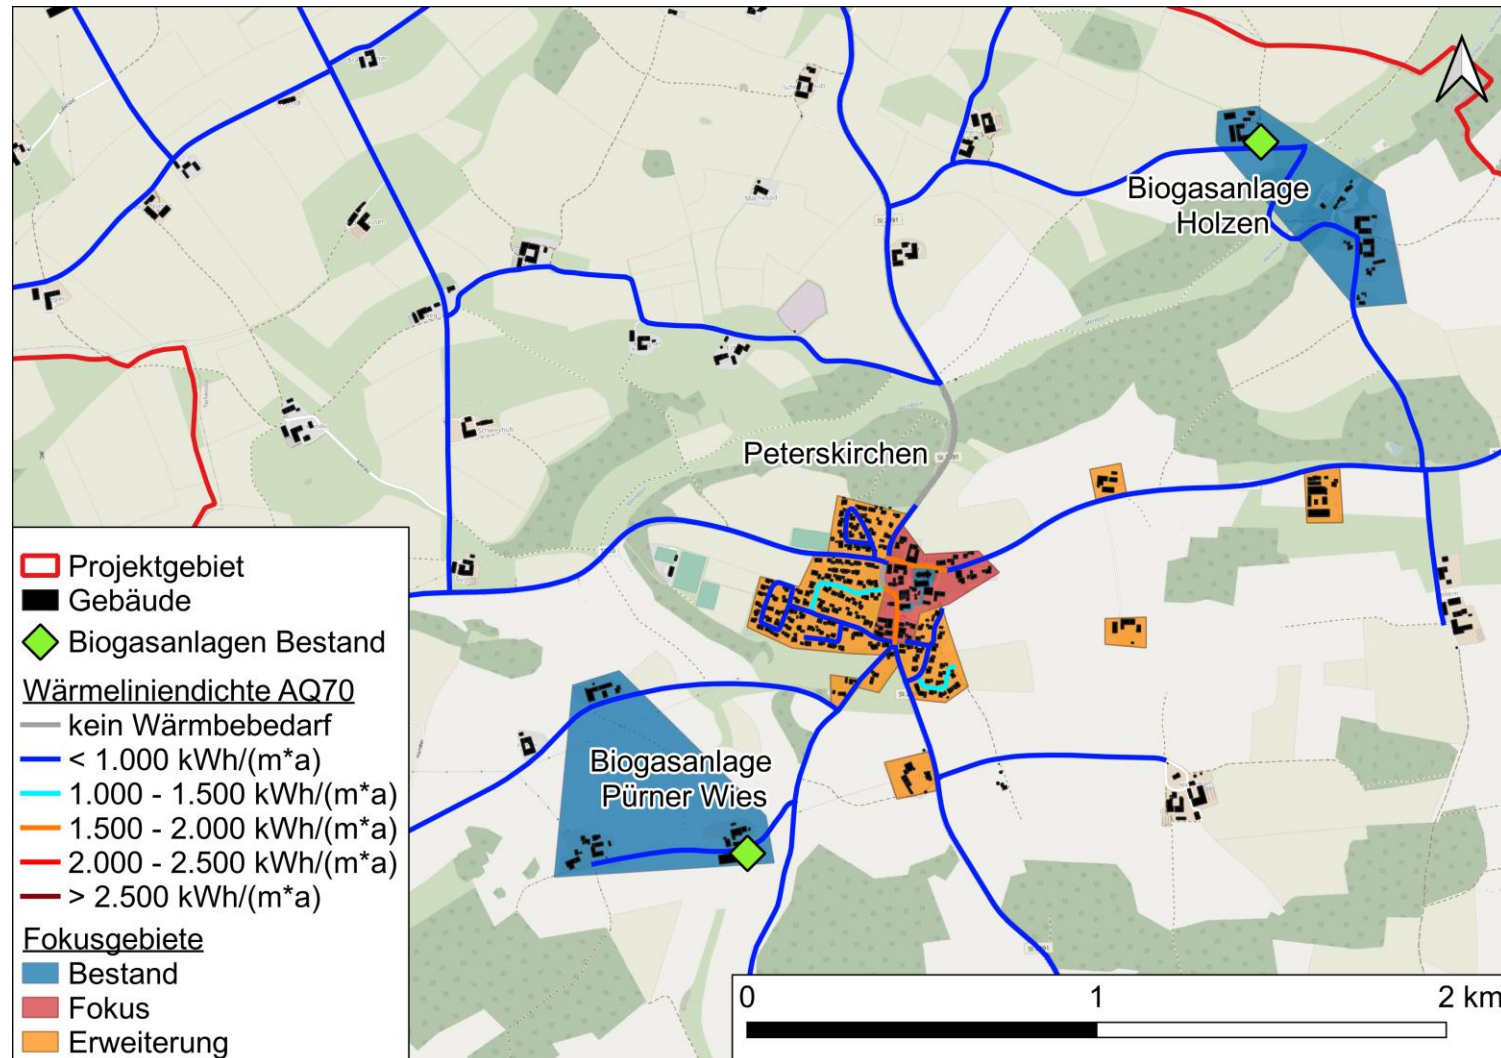 Biogasanlage
Holzen
St 2091
Peterskirchen
Biogasanlage
Pürner Wies
Projektgebiet
Gebäude
Biogasanlagen Bestand
Wärmeliniendichte AQ70
kein Wärmbebedarf
< 1.000 kWh/(m*a)
1.000 - 1.500 kWh/(m*a)
1.500 - 2.000 kWh/(m*a)
2.000 - 2.500 kWh/(m*a)
> 2.500 kWh/(m*a)
Fokusgebiete
Bestand
Fokus
Erweiterung
0 1 2 km